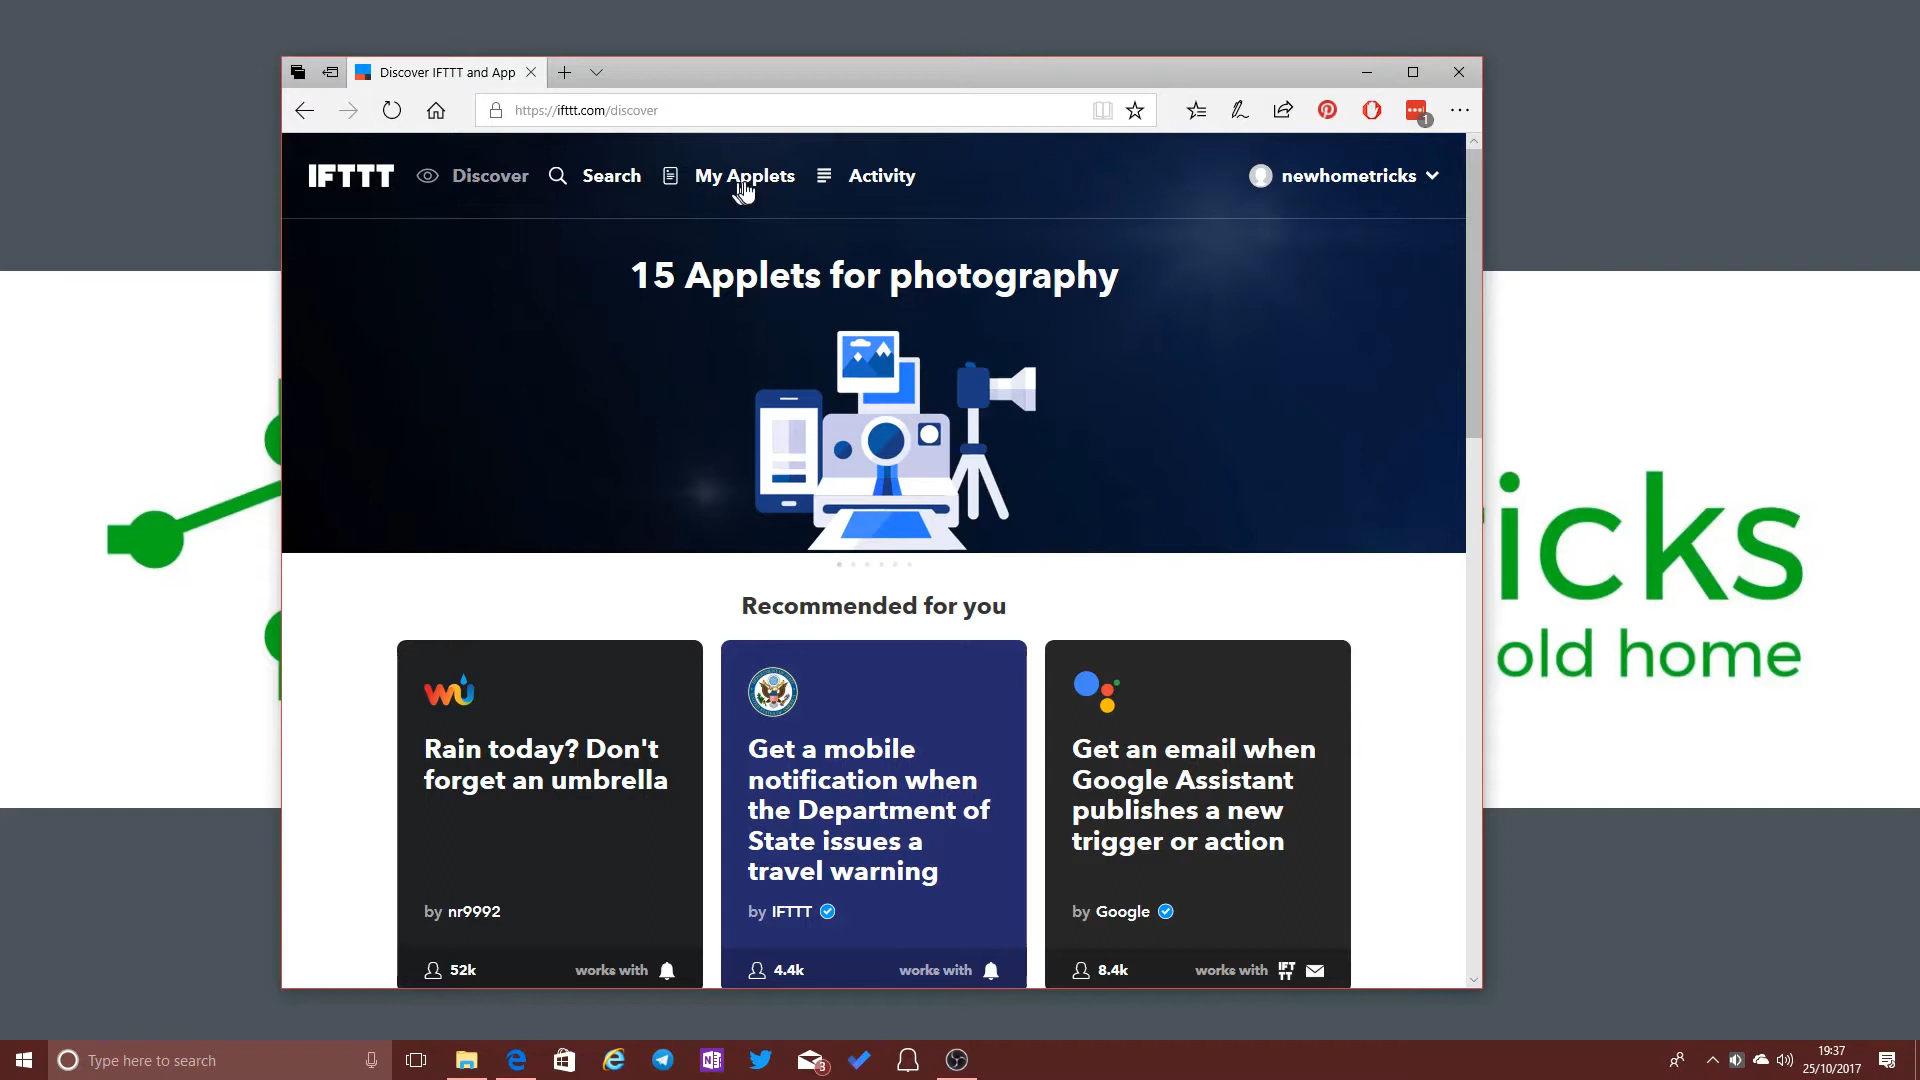 Discover IFTTT and App
https://ifttt.com/discover
1
IFTTT Discover Search My Applets Activity newhometricks
15 Applets for photography
Recommended for you
Rain today? Don't
forget an umbrella
by nr9992
52k works with
Get a mobile
notification when
the Department of
State issues a
travel warning
by IFTTT
4.4k works with
Get an email when
Google Assistant
publishes a new
trigger or action
by Google
8.4k works with IFTTT
icks
old home
Type here to search
3
19:37
25/10/2017